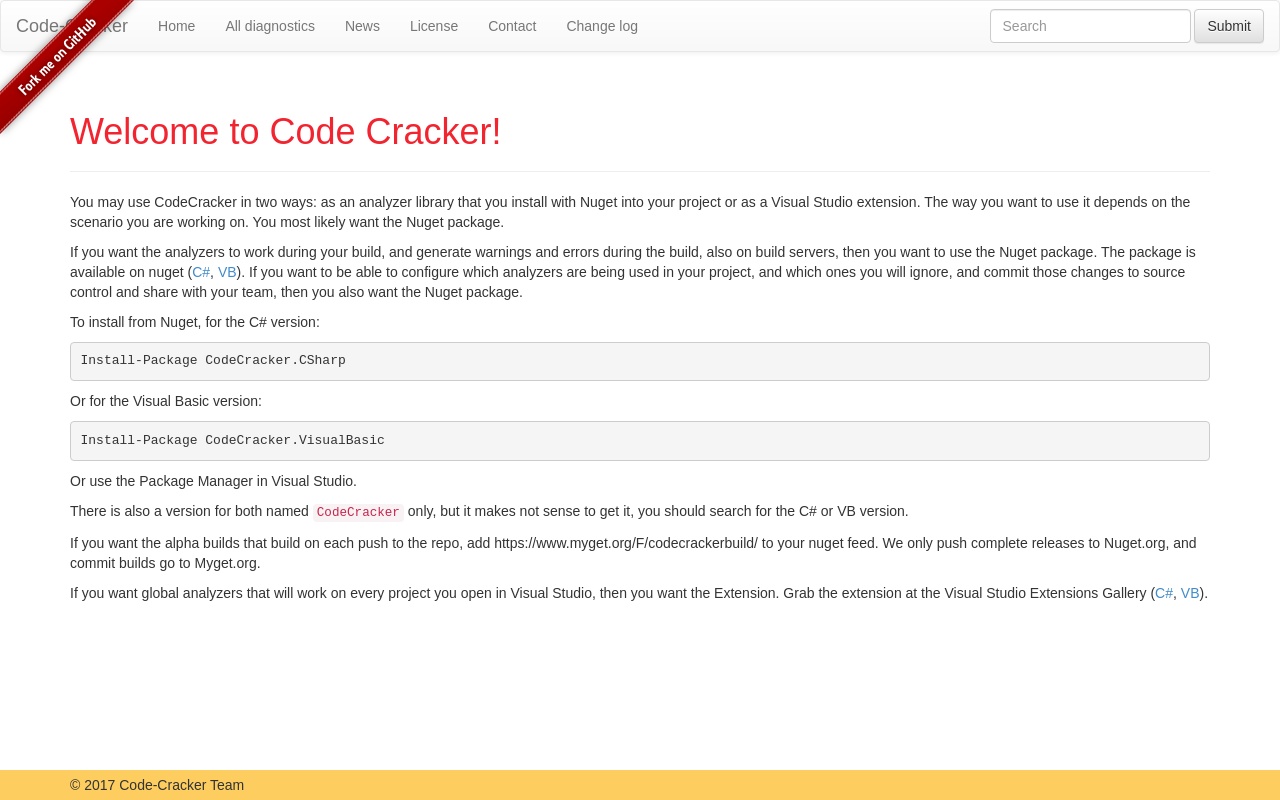 Code-Cracker Home All diagnostics News License Contact Change log Search Submit
Fork me on GitHub
Welcome to Code Cracker!
You may use CodeCracker in two ways: as an analyzer library that you install with Nuget into your project or as a Visual Studio extension. The way you want to use it depends on the
scenario you are working on. You most likely want the Nuget package.
If you want the analyzers to work during your build, and generate warnings and errors during the build, also on build servers, then you want to use the Nuget package. The package is
available on nuget (C#, VB). If you want to be able to configure which analyzers are being used in your project, and which ones you will ignore, and commit those changes to source
control and share with your team, then you also want the Nuget package.
To install from Nuget, for the C# version:
Install-Package CodeCracker.CSharp
Or for the Visual Basic version:
Install-Package CodeCracker.VisualBasic
Or use the Package Manager in Visual Studio.
There is also a version for both named CodeCracker only, but it makes not sense to get it, you should search for the C# or VB version.
If you want the alpha builds that build on each push to the repo, add https://www.myget.org/F/codecrackerbuild/ to your nuget feed. We only push complete releases to Nuget.org, and
commit builds go to Myget.org.
If you want global analyzers that will work on every project you open in Visual Studio, then you want the Extension. Grab the extension at the Visual Studio Extensions Gallery (C#, VB).
© 2017 Code-Cracker Team